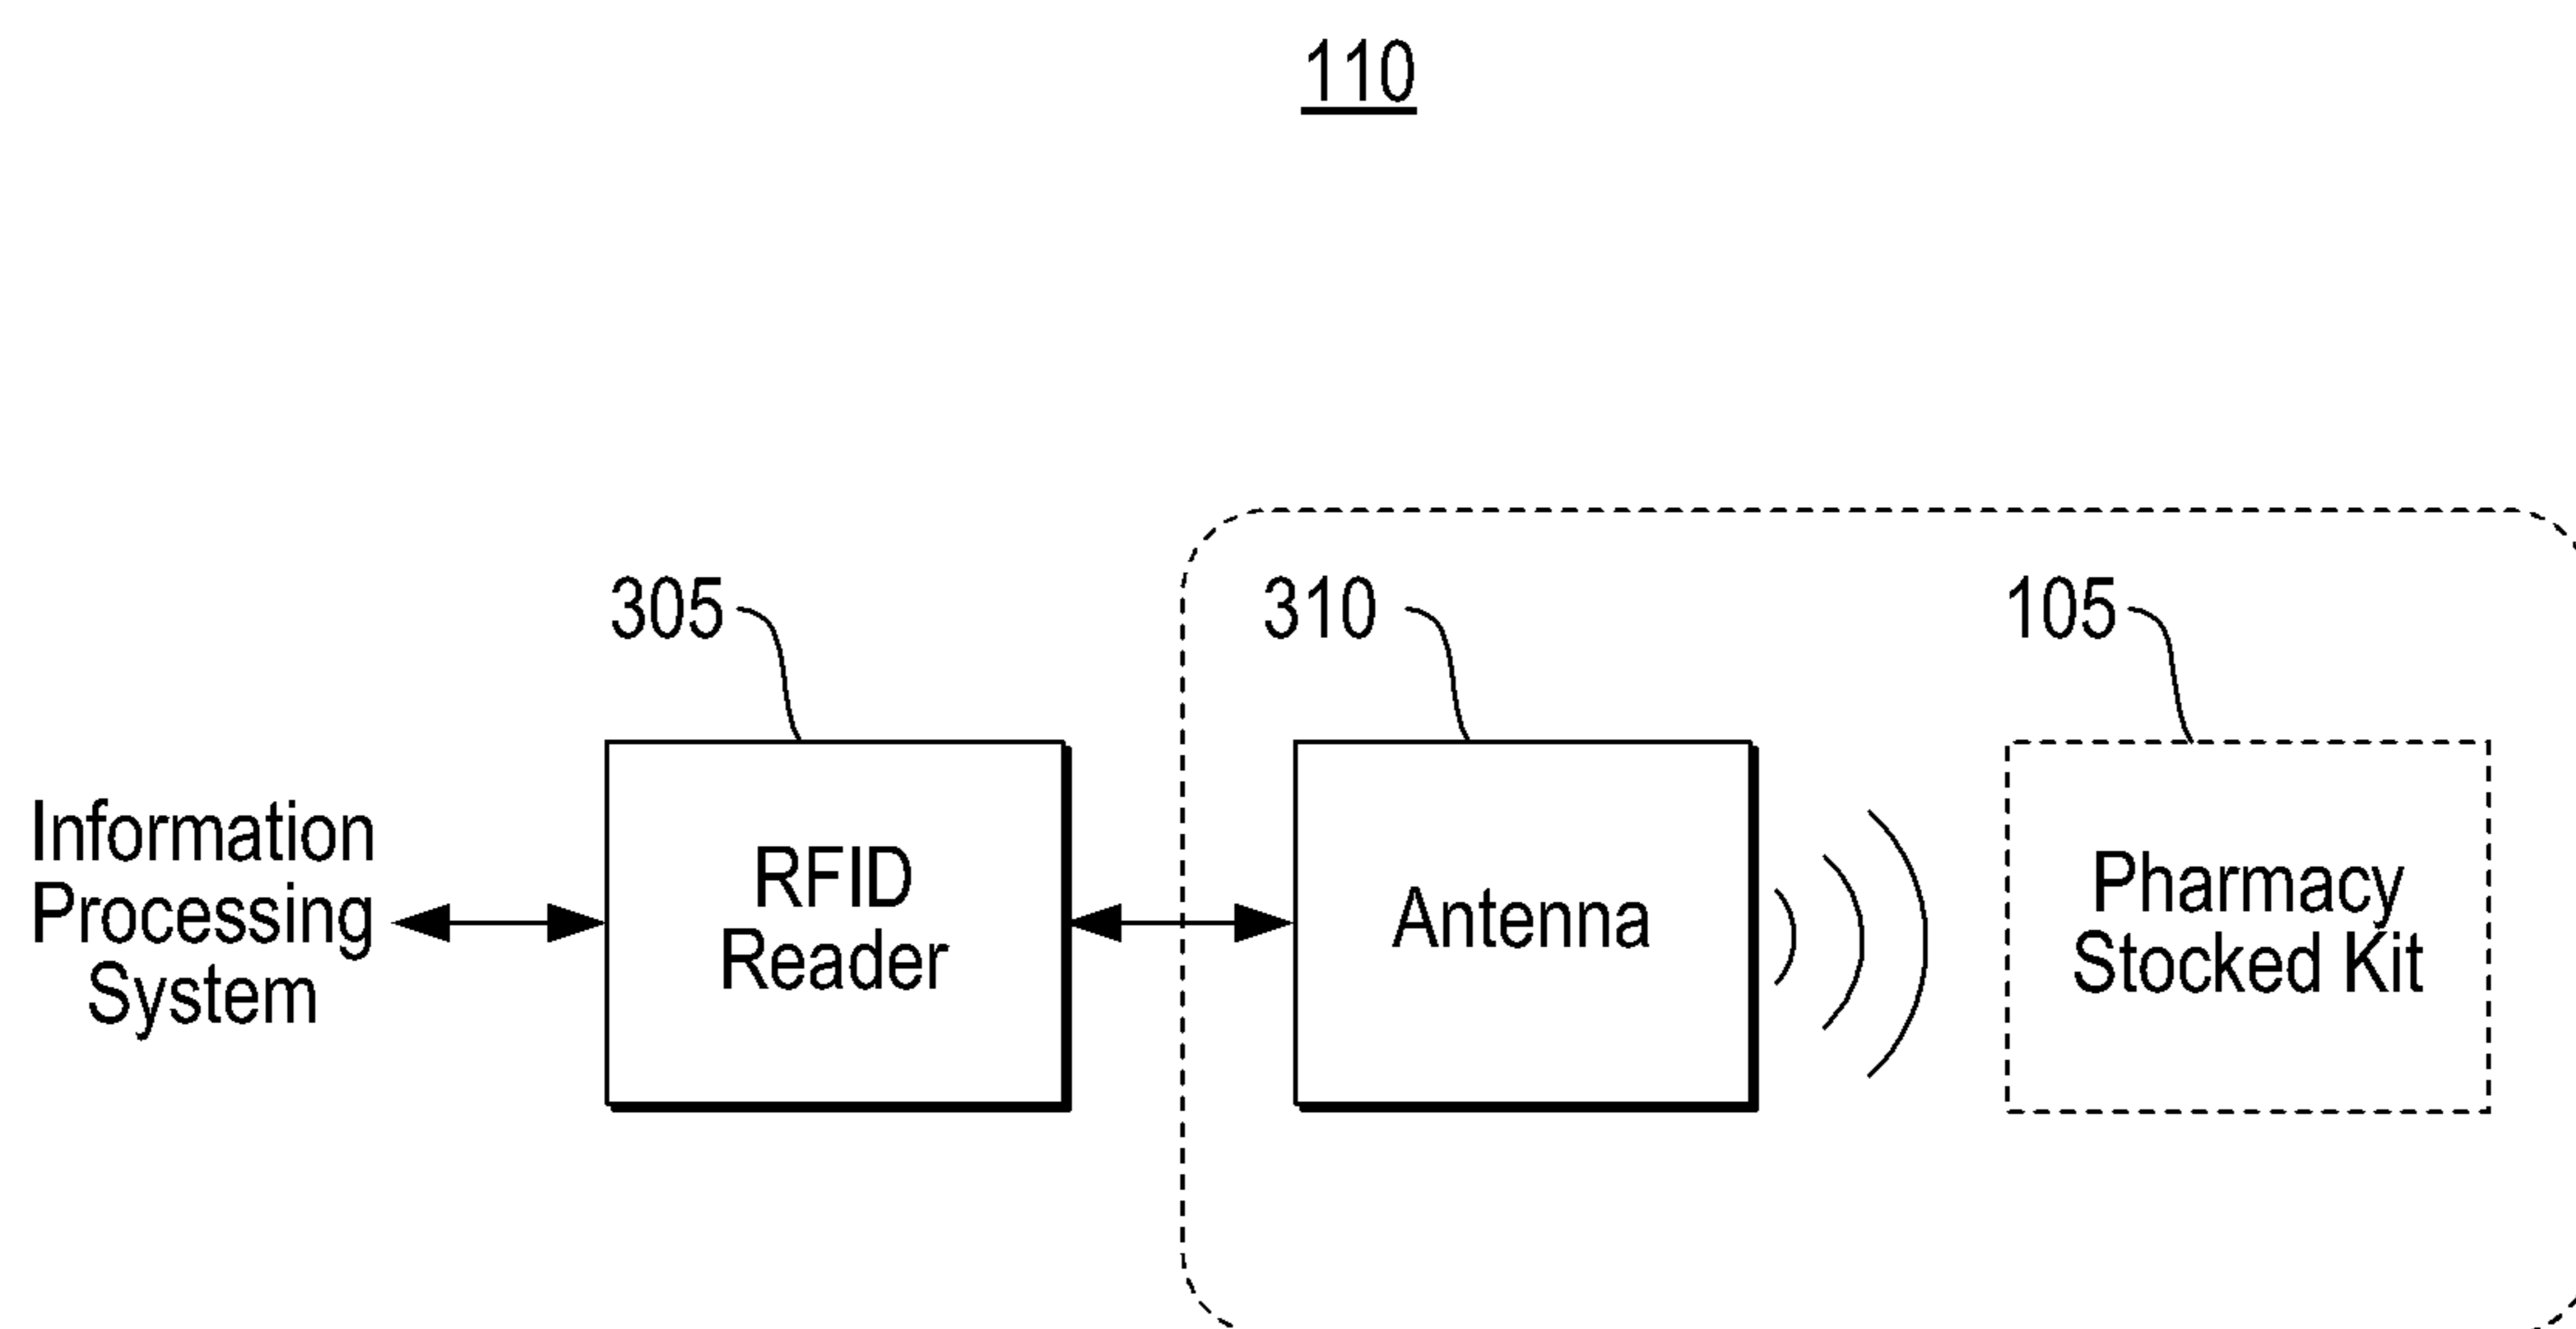 110
305
310
105
Information
Processing
System
RFID
Reader
Antenna
Pharmacy
Stocked Kit